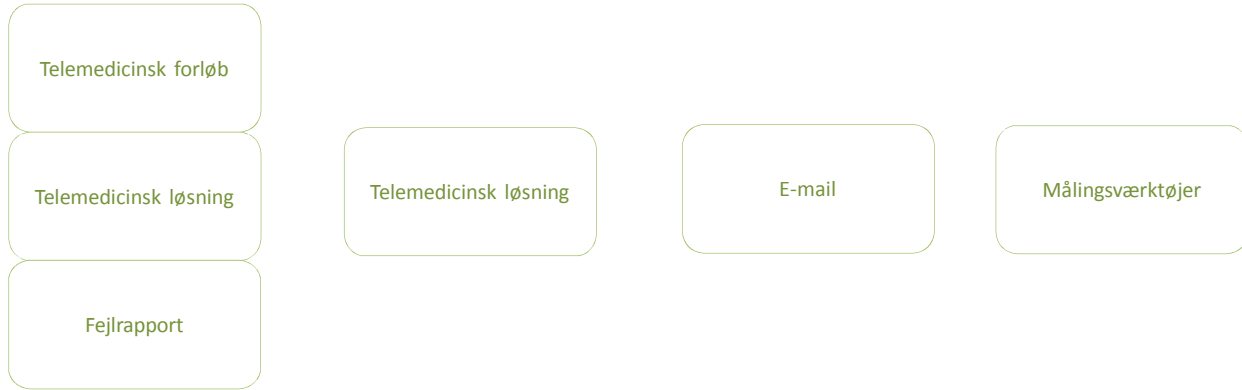 Telemedicinsk forløb
Telemedicinsk løsning
Fejlrapport
Telemedicinsk løsning
E-mail
Målingsværktøjer